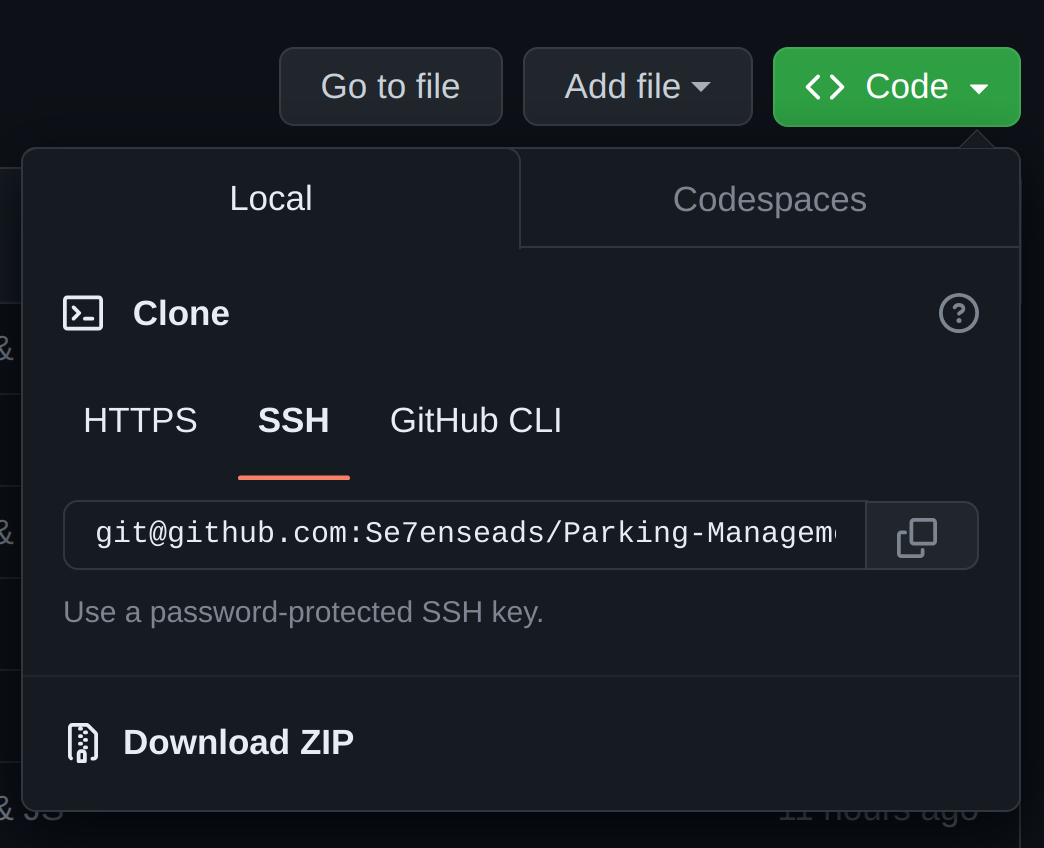 Go to file
Add file
Code
Local
Codespaces
Clone
HTTPS
SSH
GitHub CLI
git@github.com:Se7enseads/Parking-Managem
Use a password-protected SSH key.
Download ZIP
&
&
& JS
11 hours ago